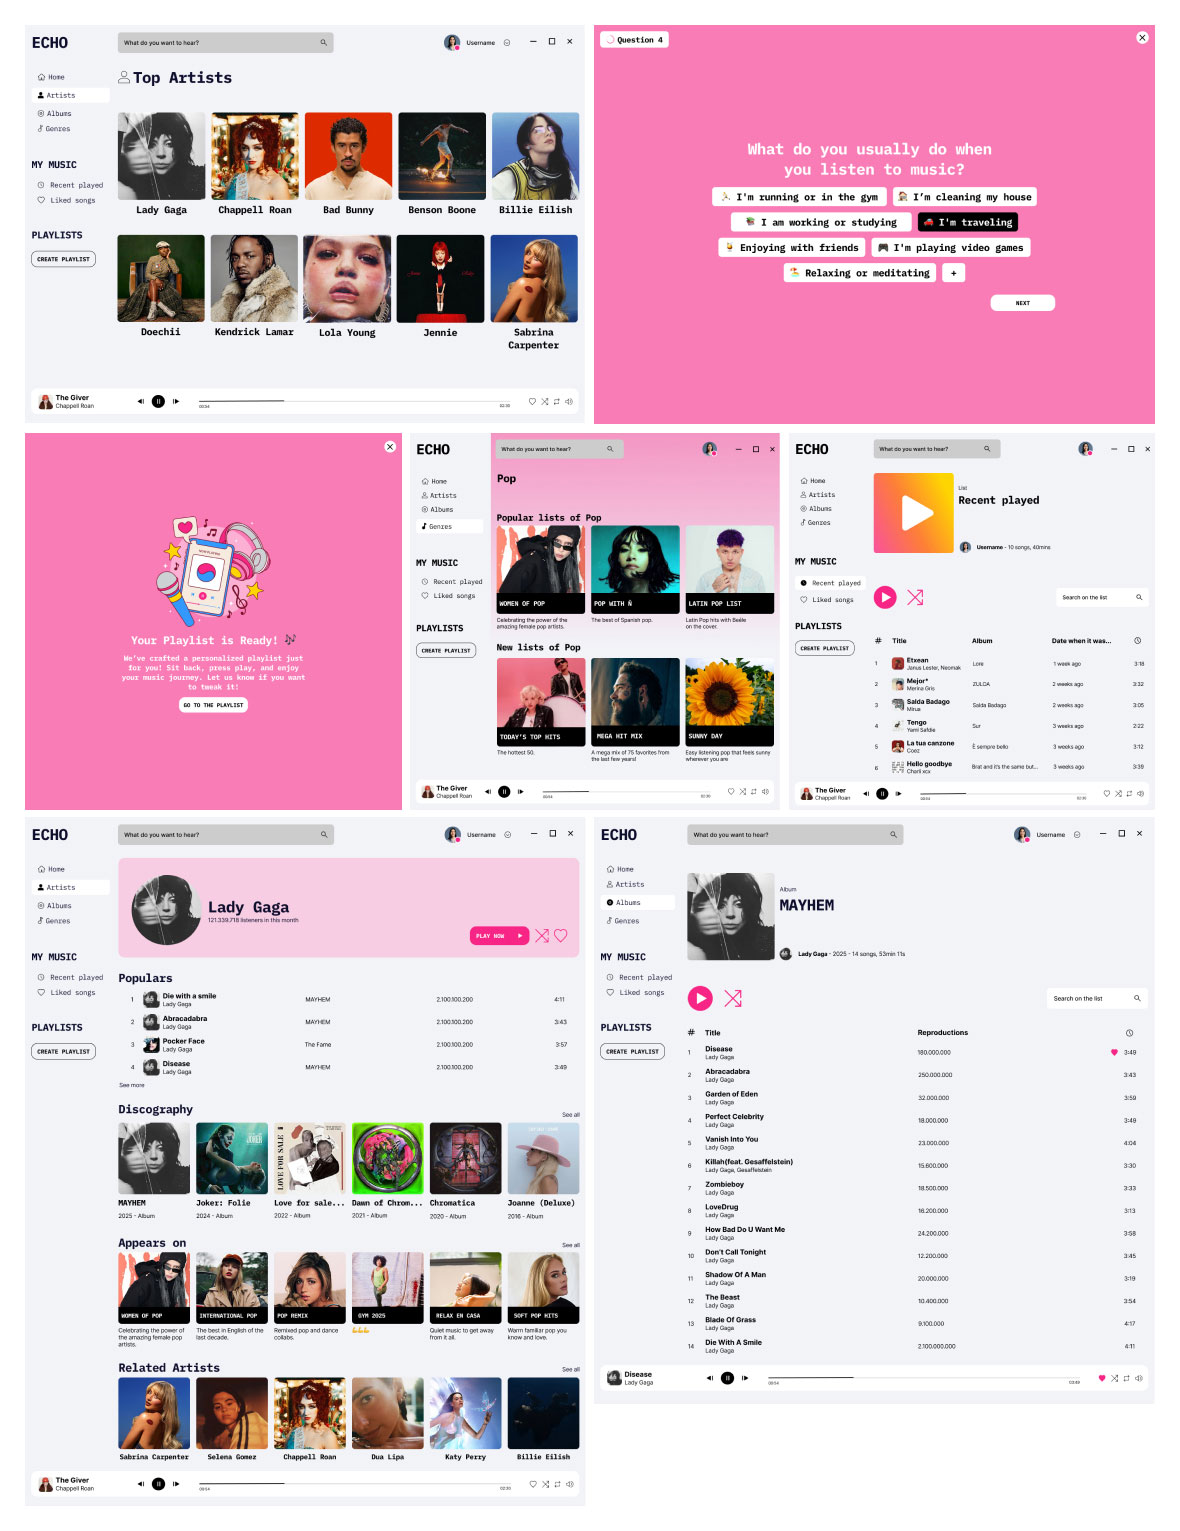 ECHO
What do you want to hear?
Username
Home
Artists
Albums
Genres
MY MUSIC
Recent played
Liked songs
PLAYLISTS
CREATE PLAYLIST
Top Artists
Lady Gaga
Chappell Roan
Bad Bunny
Benson Boone
Billie Eilish
Doechii
Kendrick Lamar
Lola Young
Jennie
Sabrina
Carpenter
The Giver
Chappell Roan
00:54
02:30
Question 4
What do you usually do when
you listen to music?
I'm running or in the gym
I'm cleaning my house
I am working or studying
I'm traveling
Enjoying with friends
I'm playing video games
Relaxing or meditating
+
NEXT
Your Playlist is Ready!
We've crafted a personalized playlist just
for you! Sit back, press play, and enjoy
your music journey. Let us know if you want
to tweak it!
GO TO THE PLAYLIST
ECHO
What do you want to hear?
Home
Artists
Albums
Genres
MY MUSIC
Recent played
Liked songs
PLAYLISTS
CREATE PLAYLIST
Pop
Popular lists of Pop
WOMEN OF POP
POP WITH Ñ
LATIN POP LIST
Celebrating the power of the
amazing female pop artists.
The best of Spanish pop.
Latin Pop hits with Beéle
on the cover.
New lists of Pop
TODAY'S TOP HITS
MEGA HIT MIX
SUNNY DAY
The hottest 50.
A mega mix of 75 favorites from
the last few years!
Easy listening pop that feels sunny
wherever you are
The Giver
Chappell Roan
00:54
02:30
ECHO
What do you want to hear?
Home
Artists
Albums
Genres
MY MUSIC
Recent played
Liked songs
PLAYLISTS
CREATE PLAYLIST
List
Recent played
Username - 10 songs, 40mins
Search on the list
# Title Album Date when it was...
1 Etxean Lore 1 week ago 3:18
Janus Lester, Neomak
2 Mejor* ZULOA 2 weeks ago 3:32
Merina Gris
3 Salda Badago Salda Badago 2 weeks ago 3:05
Mirua
4 Tengo Sur 3 weeks ago 2:22
Yami Safdie
5 La tua canzone È sempre bello 3 weeks ago 3:12
Coez
6 Hello goodbye Brat and it's the same but... 3 weeks ago 3:39
Charli xcx
The Giver
Chappell Roan
00:54
02:30
ECHO
What do you want to hear?
Username
Home
Artists
Albums
Genres
MY MUSIC
Recent played
Liked songs
PLAYLISTS
CREATE PLAYLIST
Lady Gaga
121.339.718 listeners in this month
PLAY NOW
Populars
1 Die with a smile MAYHEM 2.100.100.200 4:11
Lady Gaga
2 Abracadabra MAYHEM 2.100.100.200 3:43
Lady Gaga
3 Pocker Face The Fame 2.100.100.200 3:57
Lady Gaga
4 Disease MAYHEM 2.100.100.200 3:49
Lady Gaga
See more
Discography
See all
JOKER
LOVE FOR SALE
MAYHEM
Joker: Folie
Love for sale...
Dawn of Chrom...
Chromatica
Joanne (Deluxe)
2025 - Album
2024 - Album
2022 - Album
2021 - Album
2020 - Album
2016 - Album
Appears on
See all
WOMEN OF POP
INTERNATIONAL POP
POP REMIX
GYM 2025
RELAX EN CASA
SOFT POP HITS
Celebrating the power of
the amazing female pop
artists.
The best in English of the
last decade.
Remixed pop and dance
collabs.
Quiet music to get away
from it all.
Warm familiar pop you
know and love.
Related Artists
See all
Sabrina Carpenter
Selena Gomez
Chappell Roan
Dua Lipa
Katy Perry
Billie Eilish
The Giver
Chappell Roan
00:54
02:30
ECHO
What do you want to hear?
Username
Home
Artists
Albums
Genres
MY MUSIC
Recent played
Liked songs
PLAYLISTS
CREATE PLAYLIST
Album
MAYHEM
Lady Gaga - 2025 - 14 songs, 53min 11s
Search on the list
# Title Reproductions
1 Disease 180.000.000 3:49
Lady Gaga
2 Abracadabra 250.000.000 3:43
Lady Gaga
3 Garden of Eden 32.000.000 3:59
Lady Gaga
4 Perfect Celebrity 18.000.000 3:49
Lady Gaga
5 Vanish Into You 23.000.000 4:04
Lady Gaga
6 Killah(feat. Gesaffelstein) 15.600.000 3:30
Lady Gaga, Gesaffelstein
7 Zombieboy 18.500.000 3:33
Lady Gaga
8 LoveDrug 16.200.000 3:13
Lady Gaga
9 How Bad Do U Want Me 24.200.000 3:58
Lady Gaga
10 Don't Call Tonight 12.200.000 3:45
Lady Gaga
11 Shadow Of A Man 20.000.000 3:19
Lady Gaga
12 The Beast 10.400.000 3:54
Lady Gaga
13 Blade Of Grass 9.100.000 4:17
Lady Gaga
14 Die With A Smile 2.100.000.000 4:11
Lady Gaga
Disease
Lady Gaga
00:54
03:49